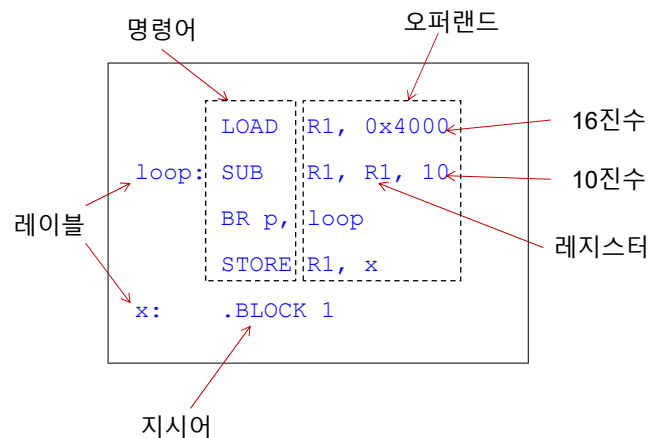 명령어
오퍼랜드
LOAD R1, 0x4000
16진수
loop: SUB R1, R1, 10
10진수
레이블
BR p, loop
레지스터
STORE R1, x
x: .BLOCK 1
지시어